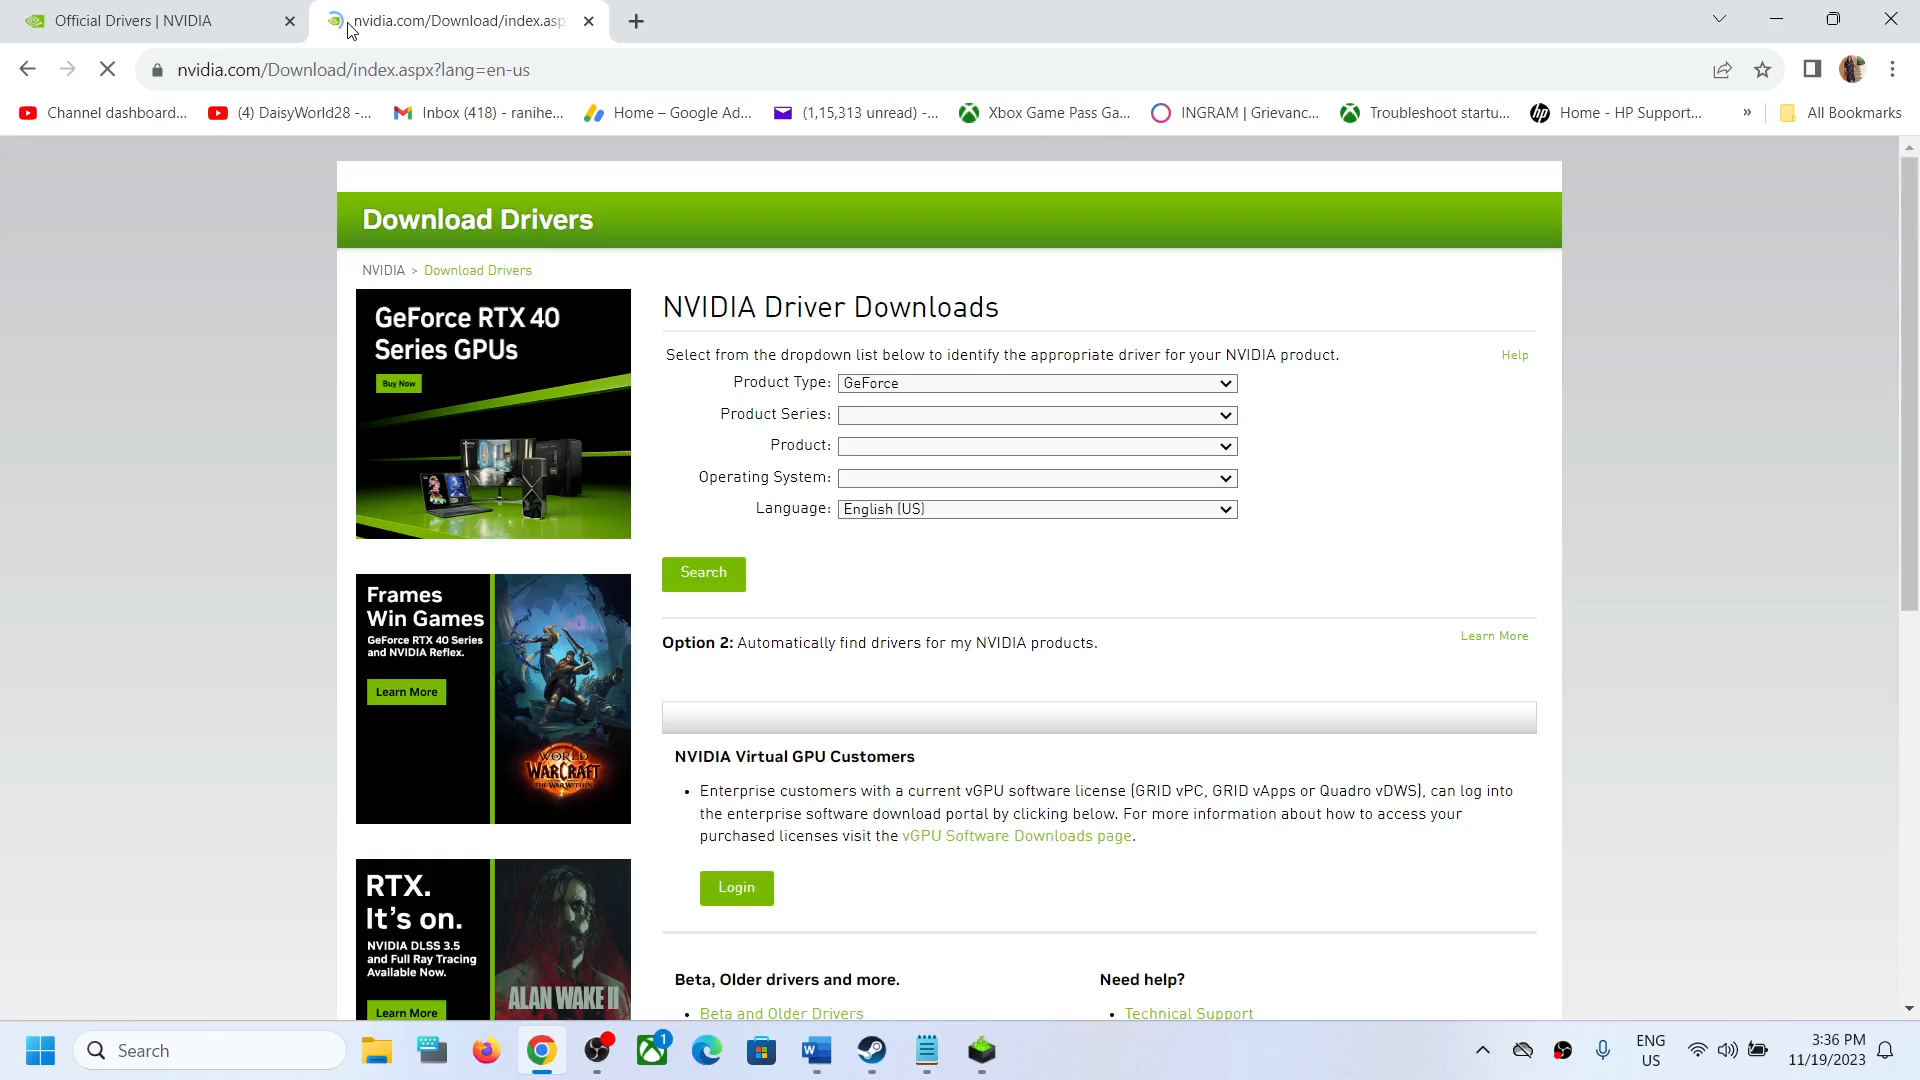 Official Drivers | NVIDIA
nvidia.com/Download/index.asp
nvidia.com/Download/index.aspx?lang=en-us
Channel dashboard...
(4) DaisyWorld28 -...
Inbox (418) - ranihe...
Home – Google Ad...
(1,15,313 unread) -...
Xbox Game Pass Ga...
INGRAM | Grievanc...
Troubleshoot startu...
Home - HP Support...
»
All Bookmarks
Download Drivers
NVIDIA > Download Drivers
GeForce RTX 40
Series GPUs
Buy Now
NVIDIA Driver Downloads
Select from the dropdown list below to identify the appropriate driver for your NVIDIA product.
Help
Product Type: GeForce
Product Series:
Product:
Operating System:
Language: English (US)
Search
Frames
Win Games
GeForce RTX 40 Series
and NVIDIA Reflex.
Learn More
WORLD
WARCRAFT
THE WAR WITHIN
Option 2: Automatically find drivers for my NVIDIA products.
Learn More
NVIDIA Virtual GPU Customers
• Enterprise customers with a current vGPU software license (GRID vPC, GRID vApps or Quadro vDWS), can log into
the enterprise software download portal by clicking below. For more information about how to access your
purchased licenses visit the vGPU Software Downloads page.
Login
RTX.
It's on.
NVIDIA DLSS 3.5
and Full Ray Tracing
Available Now.
Learn More
ALAN WAKE II
Beta, Older drivers and more.
• Beta and Older Drivers
Need help?
• Technical Support
Search
1
ENG
US
3:36 PM
11/19/2023